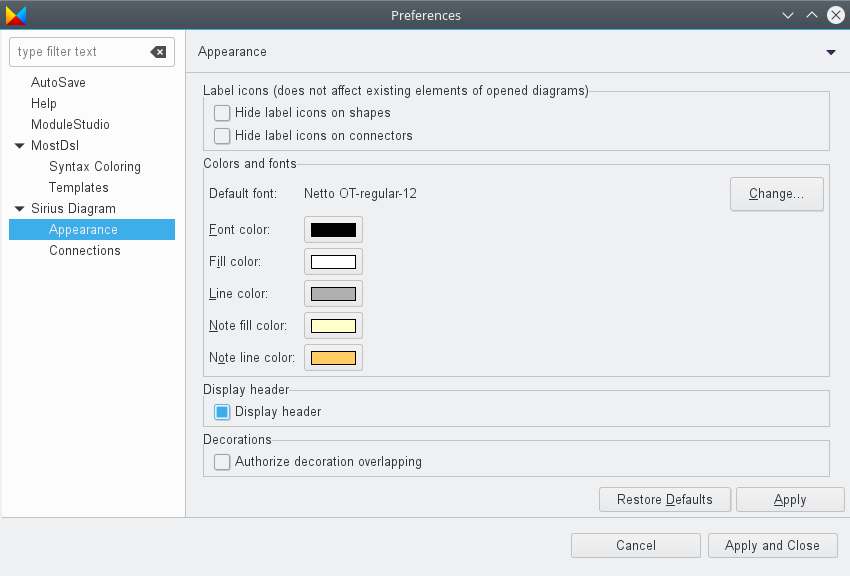 Preferences
type filter text
AutoSave
Help
ModuleStudio
MostDsl
Syntax Coloring
Templates
Sirius Diagram
Appearance
Connections
Appearance
Label icons (does not affect existing elements of opened diagrams)
Hide label icons on shapes
Hide label icons on connectors
Colors and fonts
Default font: Netto OT-regular-12 Change...
Font color:
Fill color:
Line color:
Note fill color:
Note line color:
Display header
Display header
Decorations
Authorize decoration overlapping
Restore Defaults Apply
Cancel Apply and Close